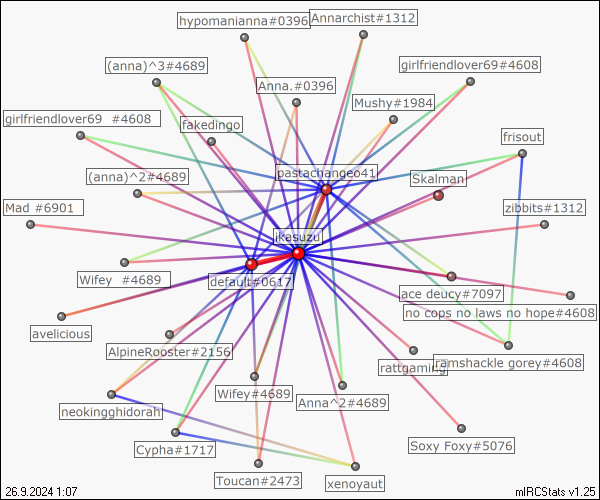 hypomanianna#0396
Annarchist#1312
(anna)^3#4689
girlfriendlover69#4608
Anna.#0396
Mushy#1984
girlfriendlover69 #4608
fakedingo
frisout
pastachangeo41
Skalman
(anna)^2#4689
Mad #6901
zibbits#1312
ikasuzu
Wifey #4689
default#0617
ace deucy#7097
no cops no laws no hope#4608
avelicious
AlpineRooster#2156
rattgaming
ramshackle gorey#4608
Wifey#4689
Anna^2#4689
neokingghidorah
Cypha#1717
Soxy Foxy#5076
Toucan#2473
xenoyaut
26.9.2024 1:07
mIRCStats v1.25